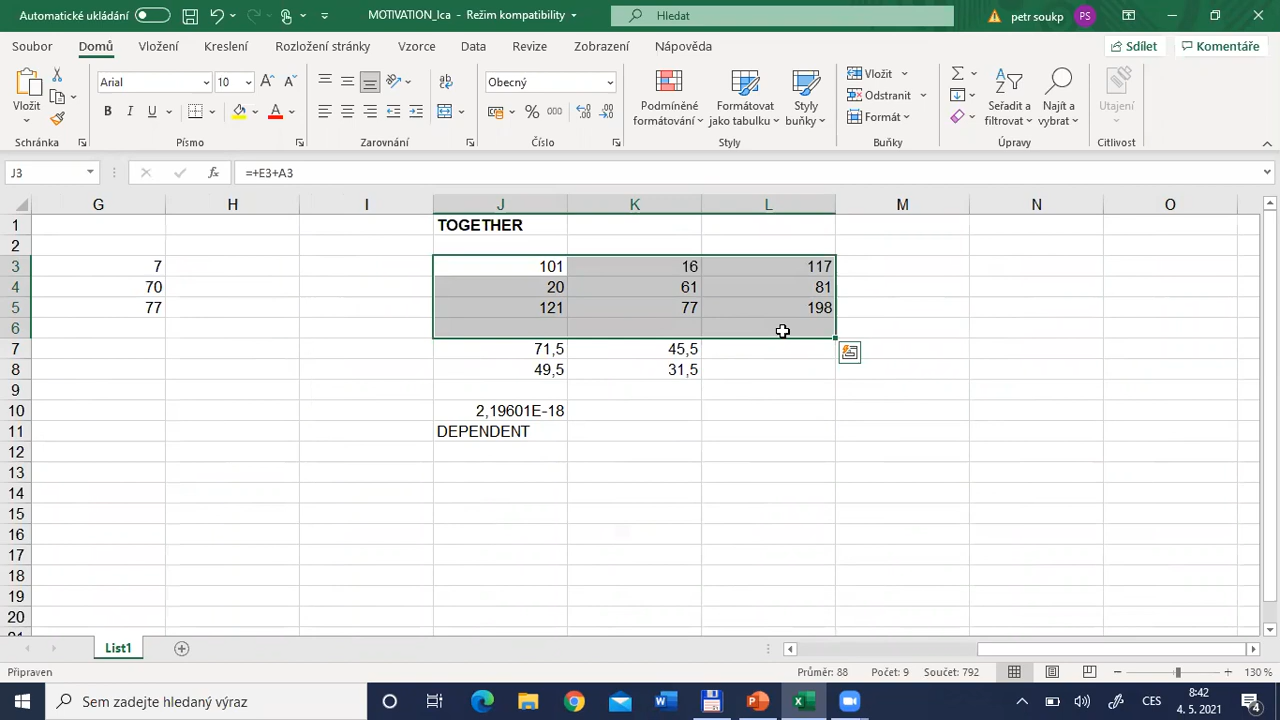 Automatické ukládání
MOTIVATION_lca - Režim kompatibility
Hledat
petr soukp
PS
Soubor Domů Vložení Kreslení Rozložení stránky Vzorce Data Revize Zobrazení Nápověda
Sdílet Komentáře
Vložit
Arial 10
Obecný
Podmíněné formátování
Formátovat jako tabulku
Styly buňky
Vložit
Odstranit
Formát
Seřadit a filtrovat
Najít a vybrat
Utajení
B I U
% 000
Schránka Písmo Zarovnání Číslo Styly Buňky Úpravy Citlivost
J3 fx =+E3+A3
G H I J K L M N O
1 TOGETHER
2
3 7 101 16 117
4 70 20 61 81
5 77 121 77 198
6
7 71,5 45,5
8 49,5 31,5
9
10 2,19601E-18
11 DEPENDENT
12
13
14
15
16
17
18
19
20
List1
Připraven Průměr: 88 Počet: 9 Součet: 792 130 %
Sem zadejte hledaný výraz
CES
8:42
4. 5. 2021
4